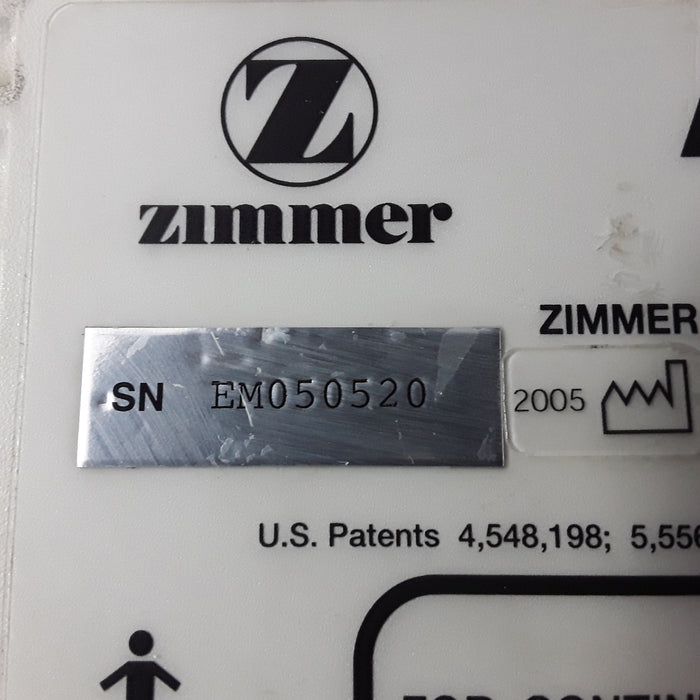 Z
zimmer
ZIMMER
SN EM050520
2005
U.S. Patents 4,548,198;